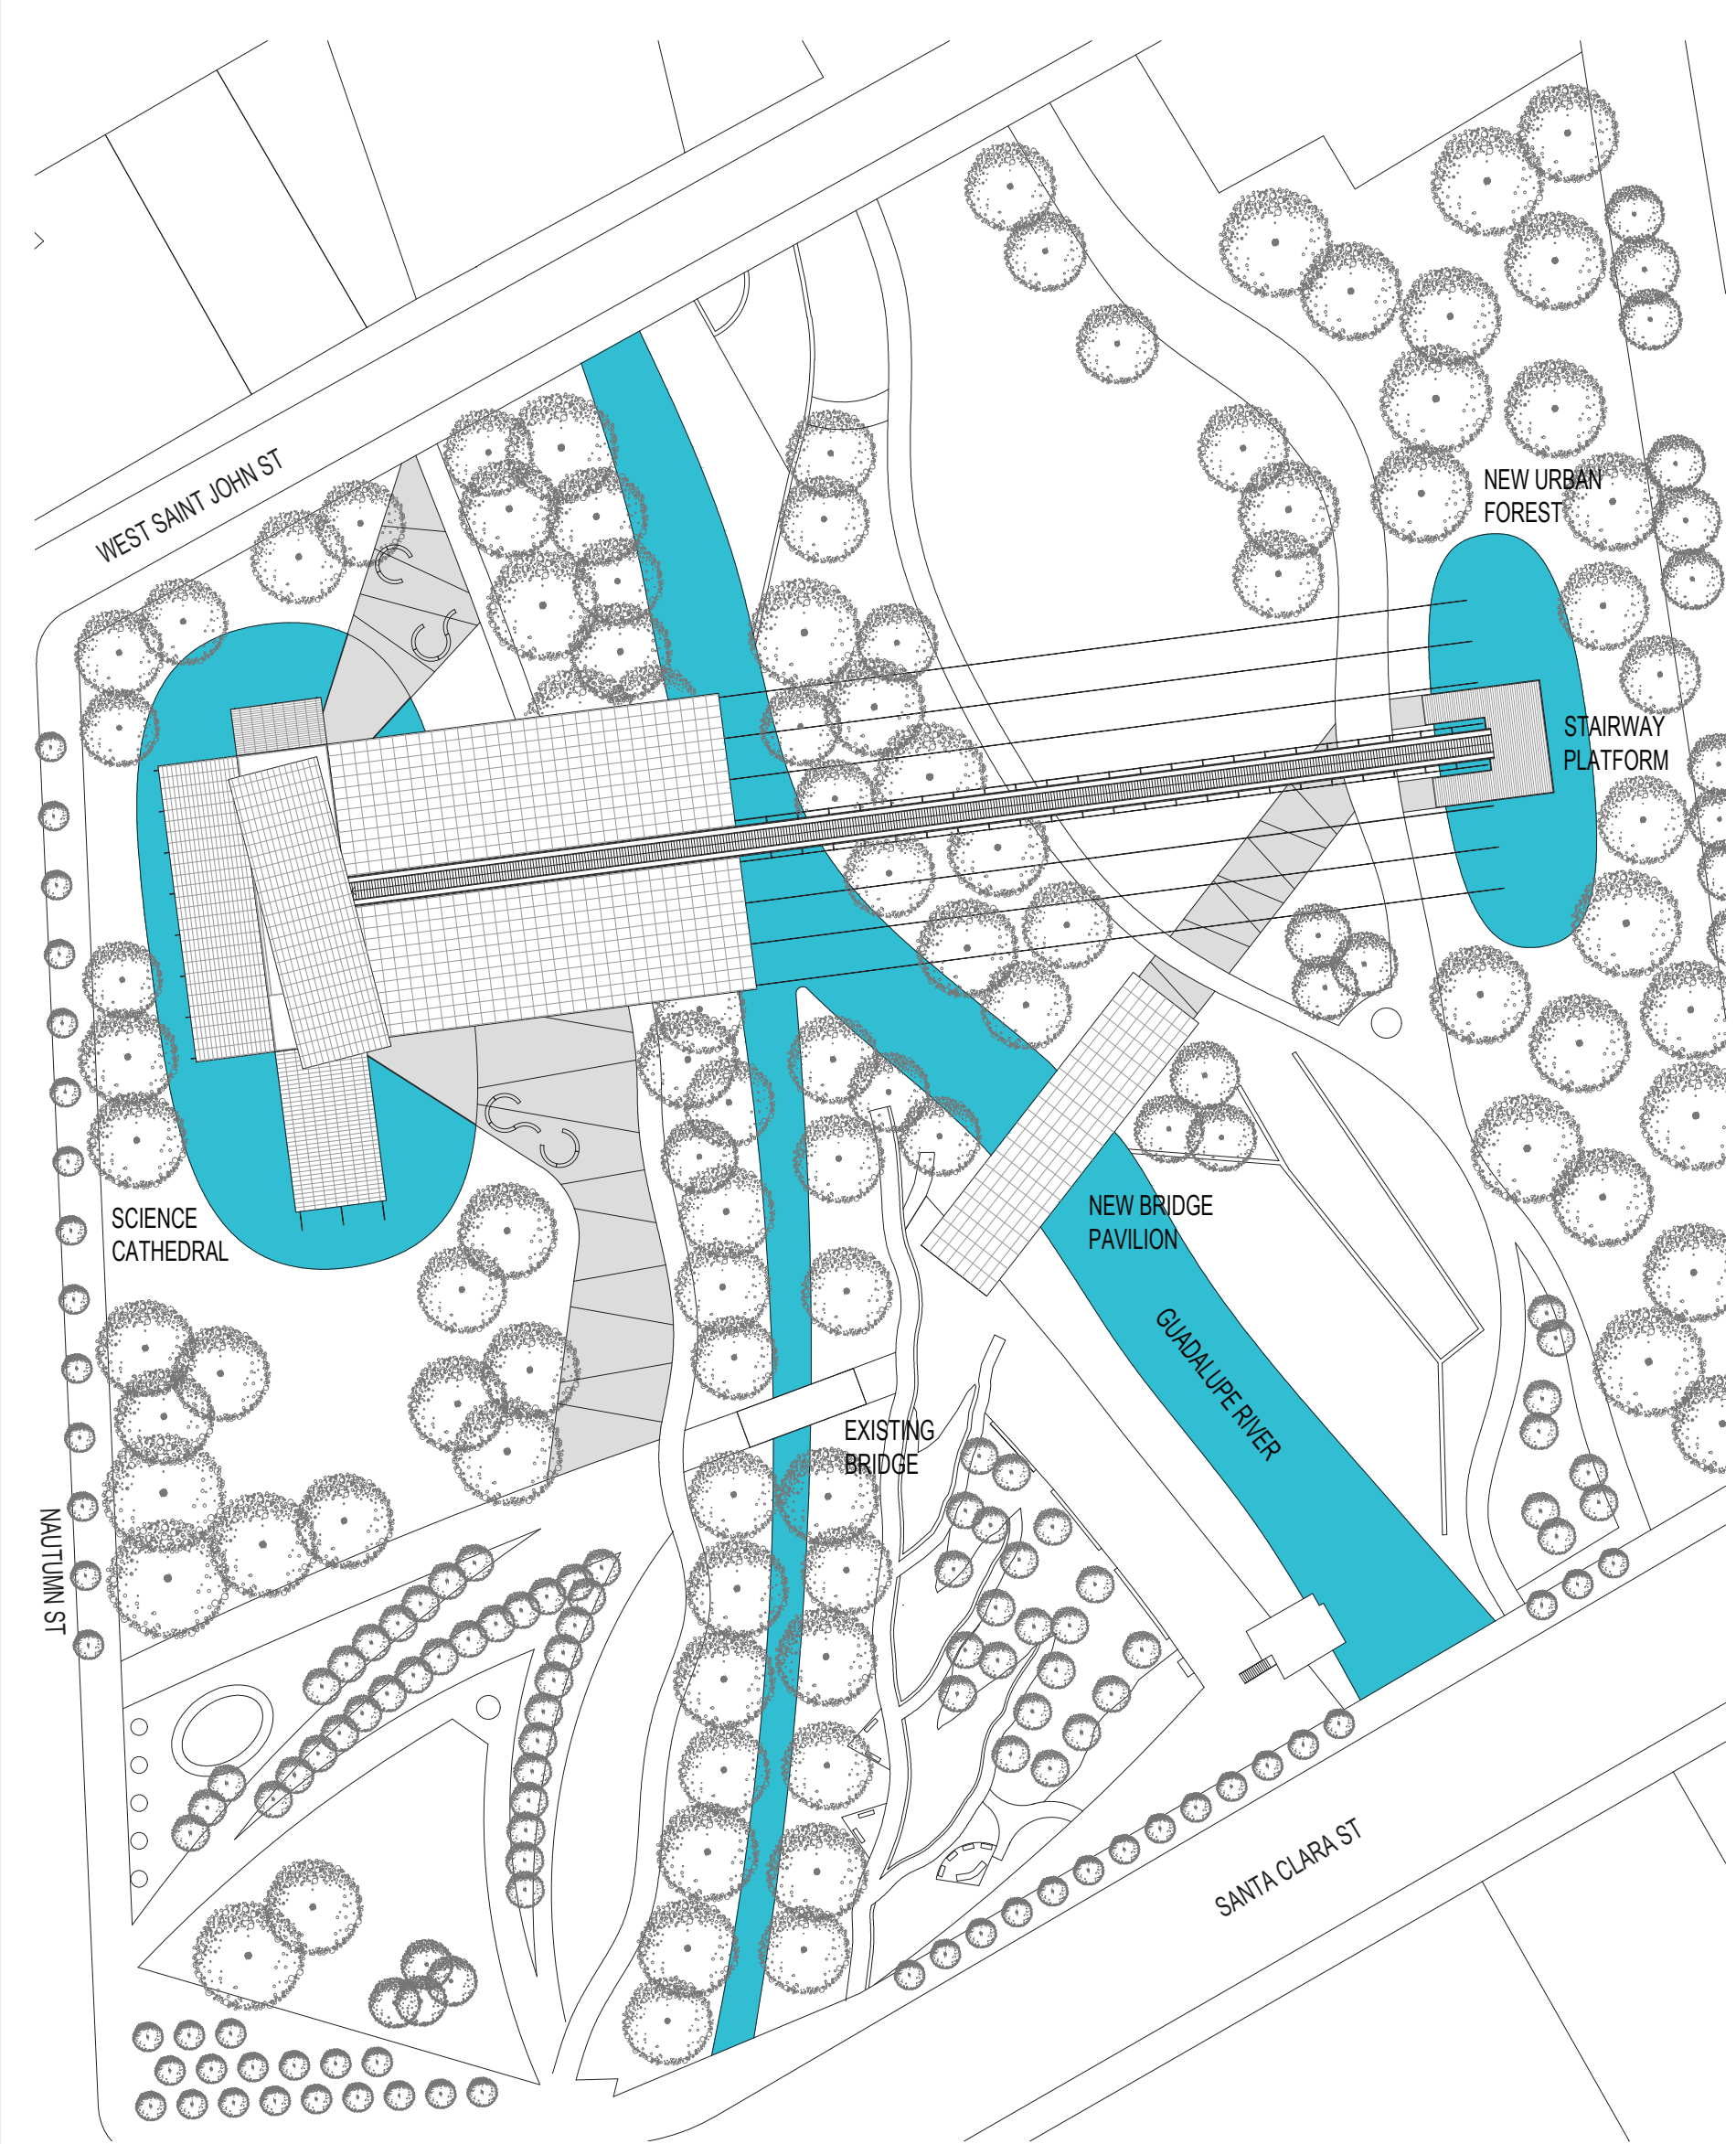 WEST SAINT JOHN ST
NEW URBAN
FOREST
STAIRWAY
PLATFORM
SCIENCE
CATHEDRAL
NEW BRIDGE
PAVILION
GUADALUPE RIVER
EXISTING
BRIDGE
NAUTUMN ST
SANTA CLARA ST